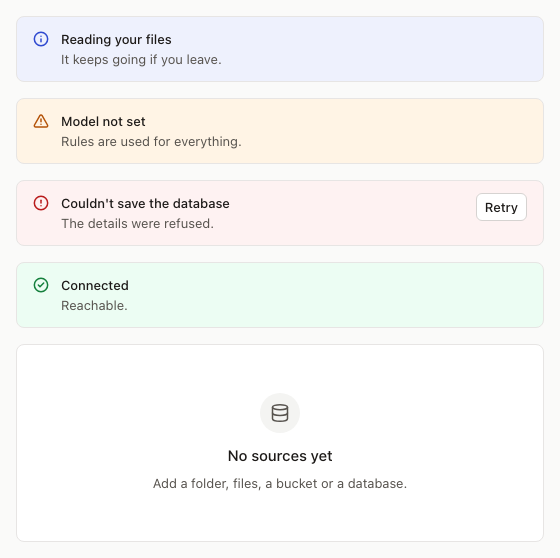 Reading your files
It keeps going if you leave.
Model not set
Rules are used for everything.
Couldn't save the database
The details were refused.
Retry
Connected
Reachable.
No sources yet
Add a folder, files, a bucket or a database.